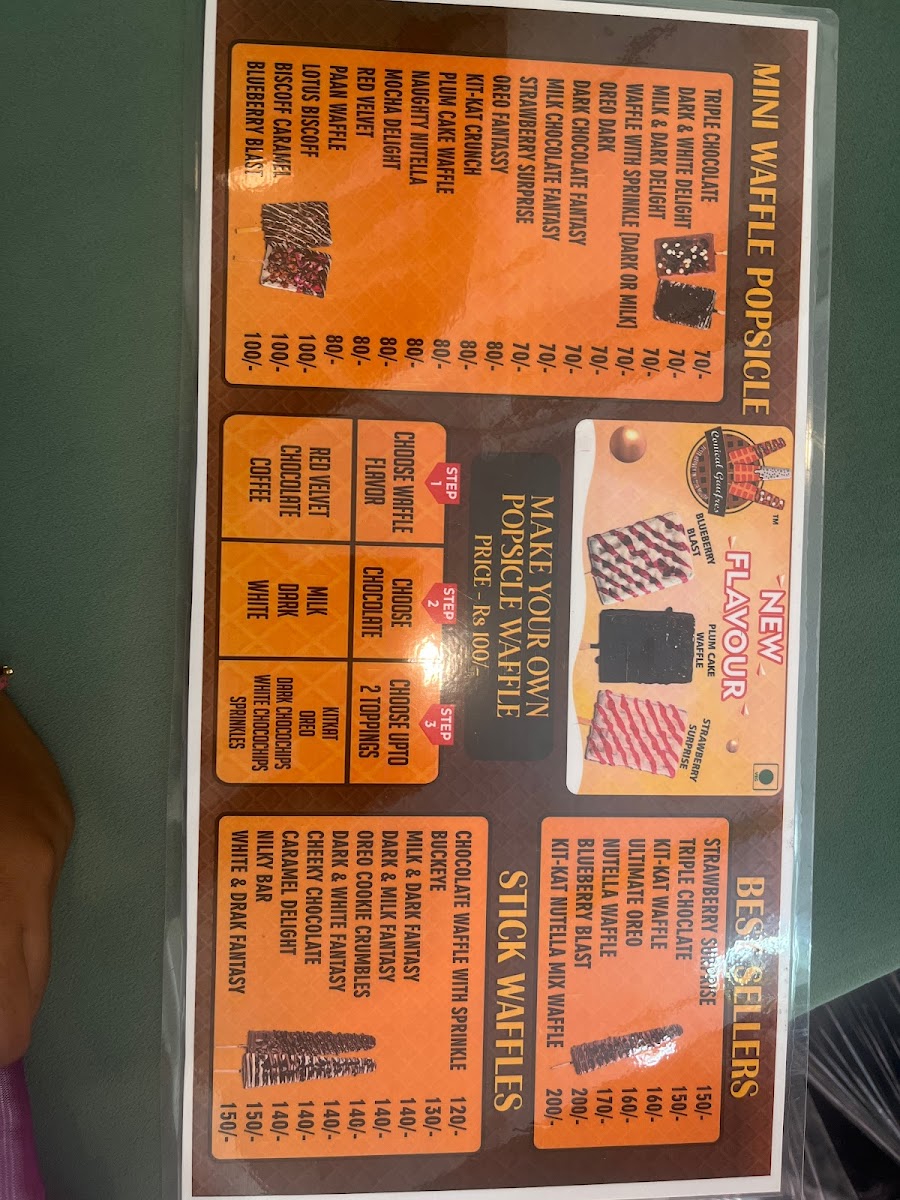 MINI WAFFLE POPSICLE
TRIPLE CHOCOLATE 70/-
DARK & WHITE DELIGHT 70/-
MILK & DARK DELIGHT 70/-
WAFFLE WITH SPRINKLE [DARK OR MILK] 70/-
OREO DARK 70/-
DARK CHOCOLATE FANTASY 70/-
MILK CHOCOLATE FANTASY 70/-
STRAWBERRY SURPRISE 70/-
OREO FANTASSY 80/-
KIT-KAT CRUNCH 80/-
PLUM CAKE WAFFLE 80/-
NAUGHTY NUTELLA 80/-
MOCHA DELIGHT 80/-
RED VELVET 80/-
PAAN WAFFLE 80/-
LOTUS BISCOFF 100/-
BISCOFF CARAMEL 100/-
BLUEBERRY BLAST 100/-
Conical Gaufres
TM
NEW
FLAVOUR
BLUEBERRY
BLAST
PLUM CAKE
WAFFLE
STRAWBERRY
SURPRISE
MAKE YOUR OWN
POPSICLE WAFFLE
PRICE - Rs 100/-
STEP
1
CHOOSE WAFFLE
FLAVOR
RED VELVET
CHOCOLATE
COFFEE
STEP
2
CHOOSE
CHOCOLATE
MILK
DARK
WHITE
STEP
3
CHOOSE UPTO
2 TOPPINGS
KITKAT
OREO
DARK CHOCOCHIPS
WHITE CHOCOCHIPS
SPRINKLES
BEST SELLERS
STRAWBERRY SURPRISE 150/-
TRIPLE CHOCLATE 150/-
KIT-KAT WAFFLE 160/-
ULTIMATE OREO 160/-
NUTELLA WAFFLE 170/-
BLUEBERRY BLAST 200/-
KIT-KAT NUTELLA MIX WAFFLE 200/-
STICK WAFFLES
CHOCOLATE WAFFLE WITH SPRINKLE 120/-
BUCKEYE 130/-
MILK & DARK FANTASY 140/-
DARK & MILK FANTASY 140/-
OREO COOKIE CRUMBLES 140/-
DARK & WHITE FANTASY 140/-
CHEEKY CHOCOLATE 140/-
CARAMEL DELIGHT 140/-
NILKY BAR 150/-
WHITE & DRAK FANTASY 150/-